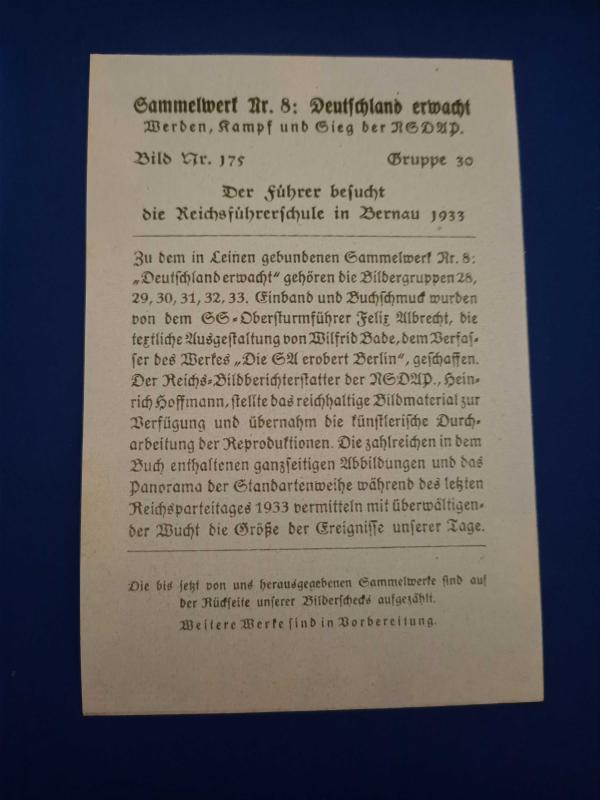 Sammelwerk Nr. 8: Deutschland erwacht
Werden, Kampf und Sieg der NSDAP.
Bild Nr. 175 Gruppe 30
Der Führer besucht
die Reichsführerschule in Bernau 1933
Zu dem in Leinen gebundenen Sammelwerk Nr. 8:
„Deutschland erwacht“ gehören die Bildergruppen 28,
29, 30, 31, 32, 33. Einband und Buchschmuck wurden
von dem SS-Obersturmführer Felix Albrecht, die
textliche Ausgestaltung von Wilfrid Bade, dem Verfas-
ser des Werkes „Die SA erobert Berlin“, geschaffen.
Der Reichs-Bildberichterstatter der NSDAP., Hein-
rich Hoffmann, stellte das reichhaltige Bildmaterial zur
Verfügung und übernahm die künstlerische Durch-
arbeitung der Reproduktionen. Die zahlreichen in dem
Buch enthaltenen ganzseitigen Abbildungen und das
Panorama der Standartenweihe während des letzten
Reichsparteitages 1933 vermitteln mit überwältigen-
der Wucht die Größe der Ereignisse unserer Tage.
Die bis jetzt von uns herausgegebenen Sammelwerke sind auf
der Rückseite unserer Bilderschecks aufgezählt.
Weitere Werke sind in Vorbereitung.